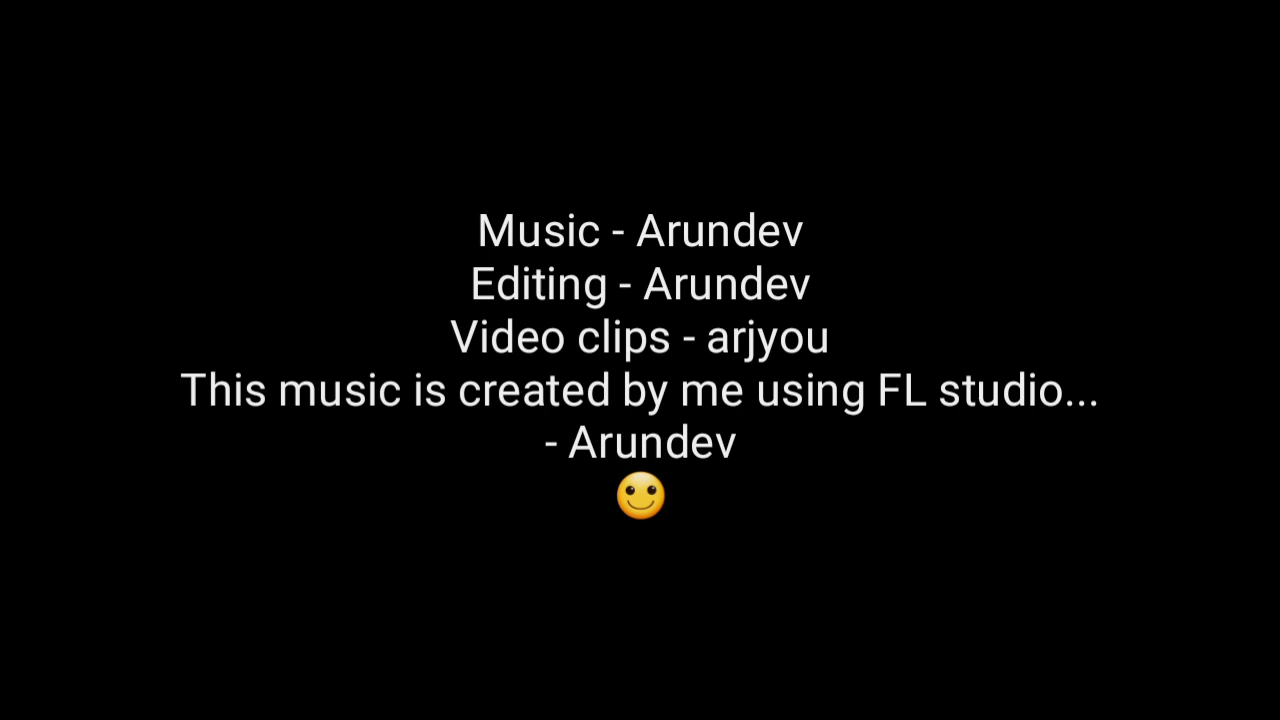 Music - Arundev
Editing - Arundev
Video clips - arjyou
This music is created by me using FL studio...
- Arundev
🙂